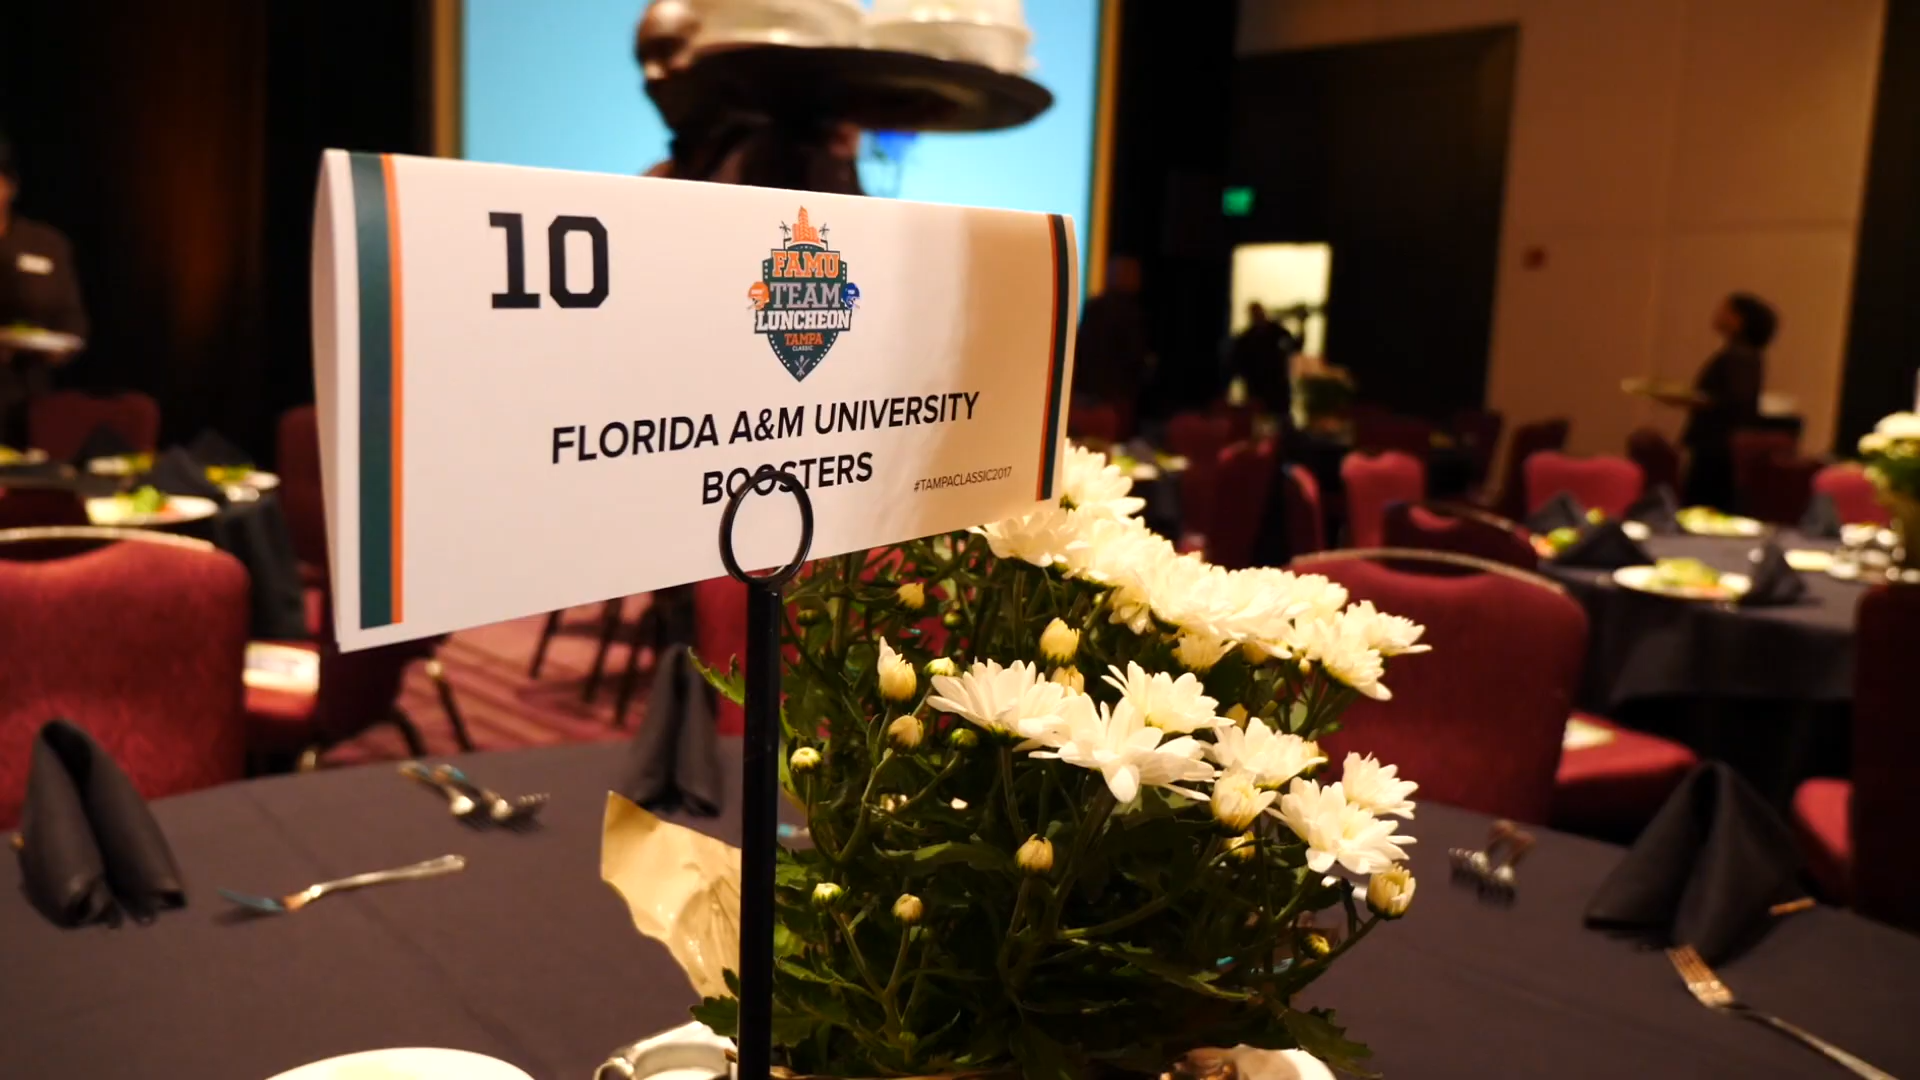 10
FAMU
TEAM
LUNCHEON
TAMPA
CLASSIC
FLORIDA A&M UNIVERSITY
BOOSTERS
#TAMPACLASSIC2017